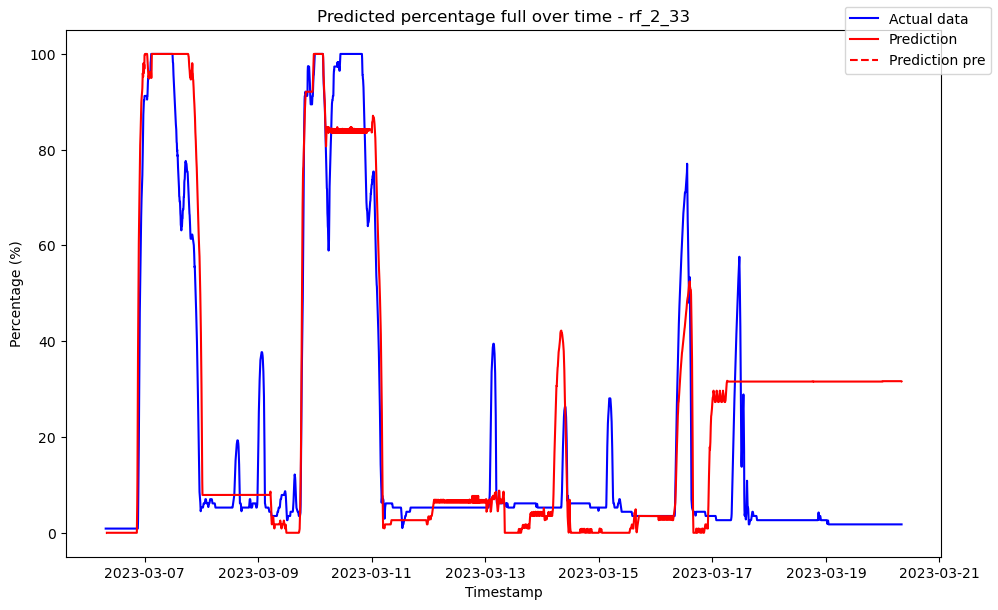 Predicted percentage full over time - rf_2_33
Actual data
Prediction
Prediction pre
100
80
60
40
20
0
Percentage (%)
2023-03-07 2023-03-09 2023-03-11 2023-03-13 2023-03-15 2023-03-17 2023-03-19 2023-03-21
Timestamp